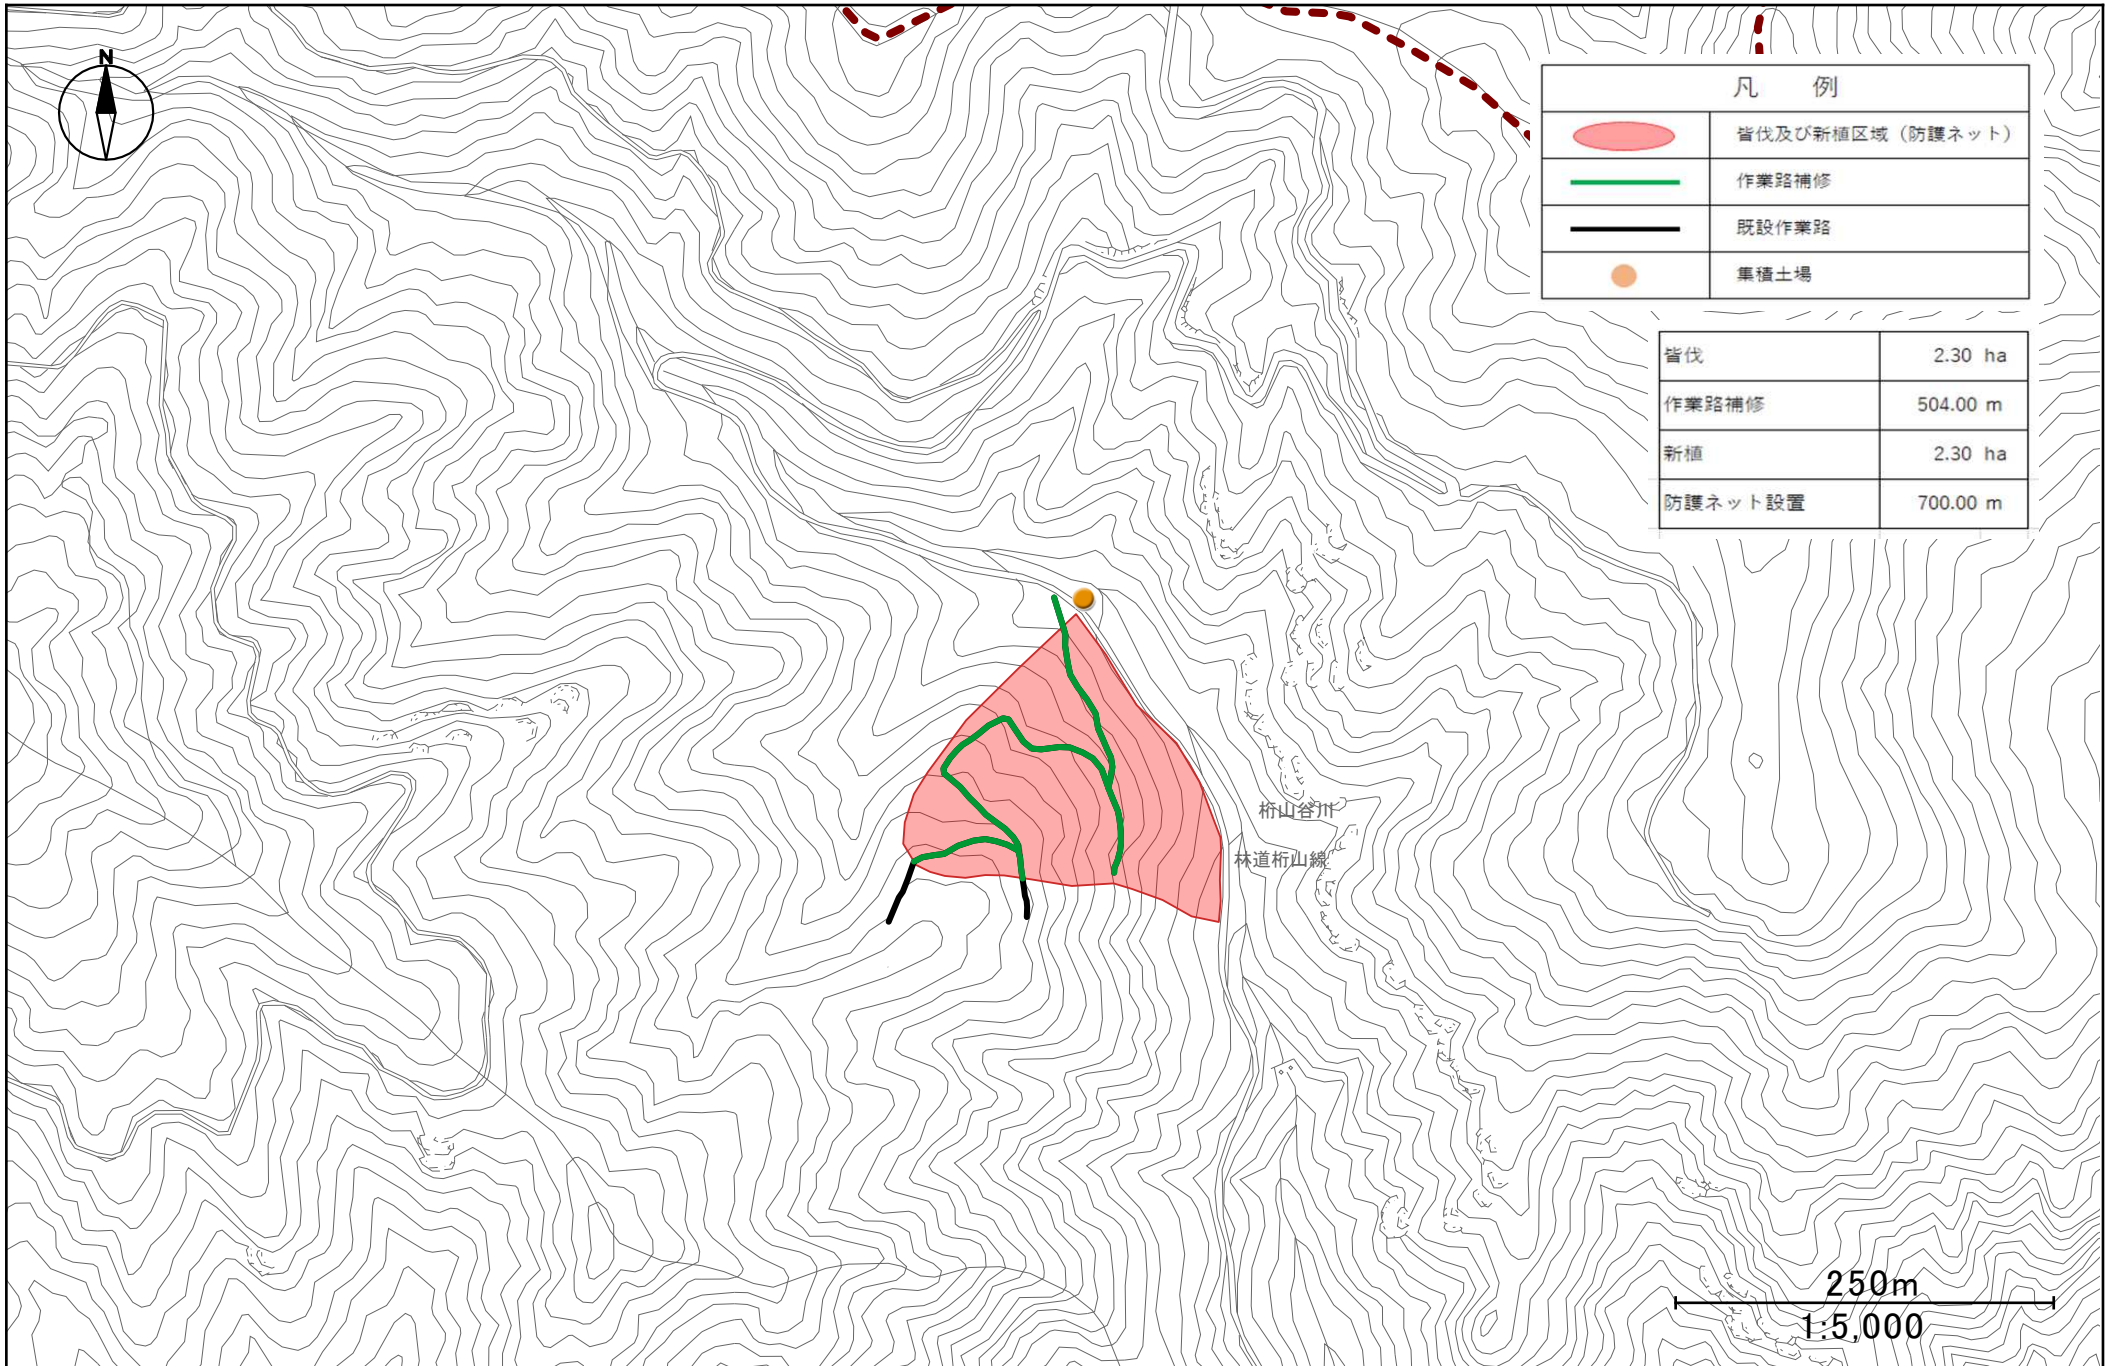 N
凡 例
皆伐及び新植区域（防護ネット）
作業路補修
既設作業路
集積土場
皆伐 2.30 ha
作業路補修 504.00 m
新植 2.30 ha
防護ネット設置 700.00 m
桁山谷川
林道桁山線
250m
1:5,000